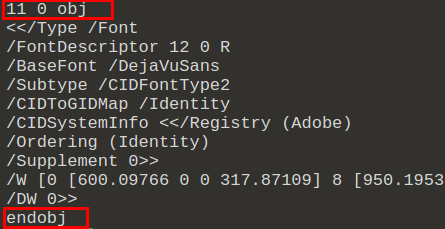 11 0 obj
<</Type /Font
/FontDescriptor 12 0 R
/BaseFont /DejaVuSans
/Subtype /CIDFontType2
/CIDToGIDMap /Identity
/CIDSystemInfo <</Registry (Adobe)
/Ordering (Identity)
/Supplement 0>>
/W [0 [600.09766 0 0 317.87109] 8 [950.1953
/DW 0>>
endobj